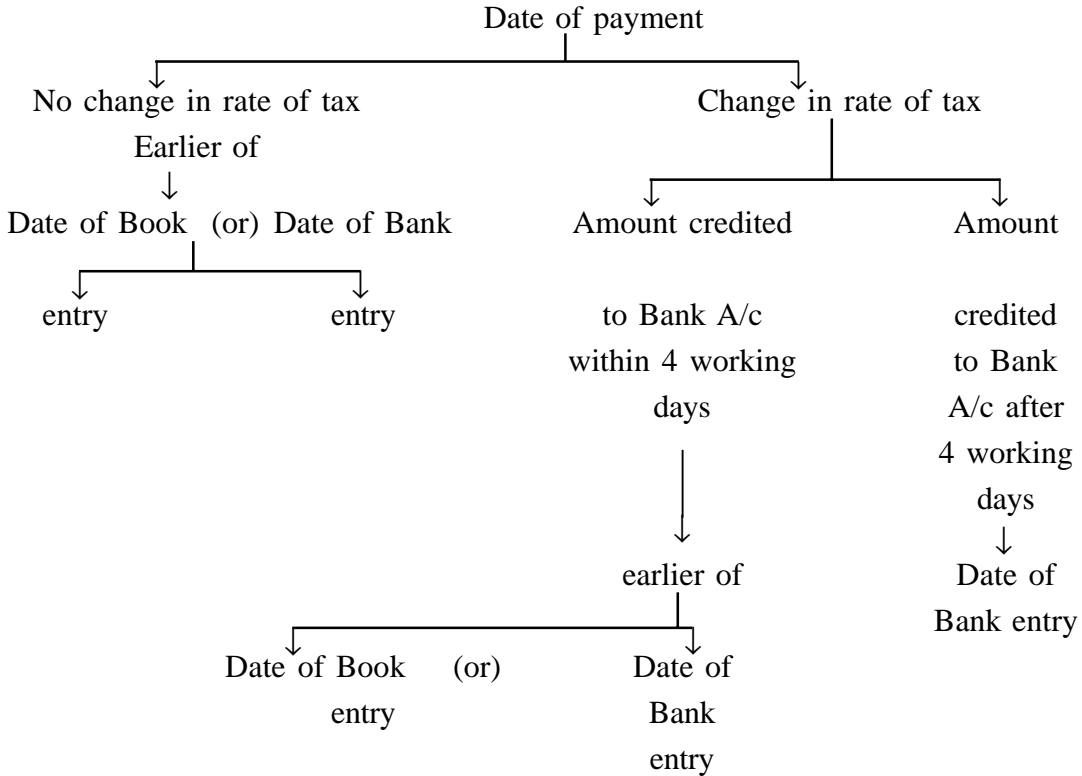 Date of payment
No change in rate of tax
Change in rate of tax
Earlier of
Date of Book (or) Date of Bank
entry entry
Amount credited
to Bank A/c
within 4 working
days
earlier of
Date of Book (or) Date of
entry Bank
entry
Amount
credited
to Bank
A/c after
4 working
days
Date of
Bank entry